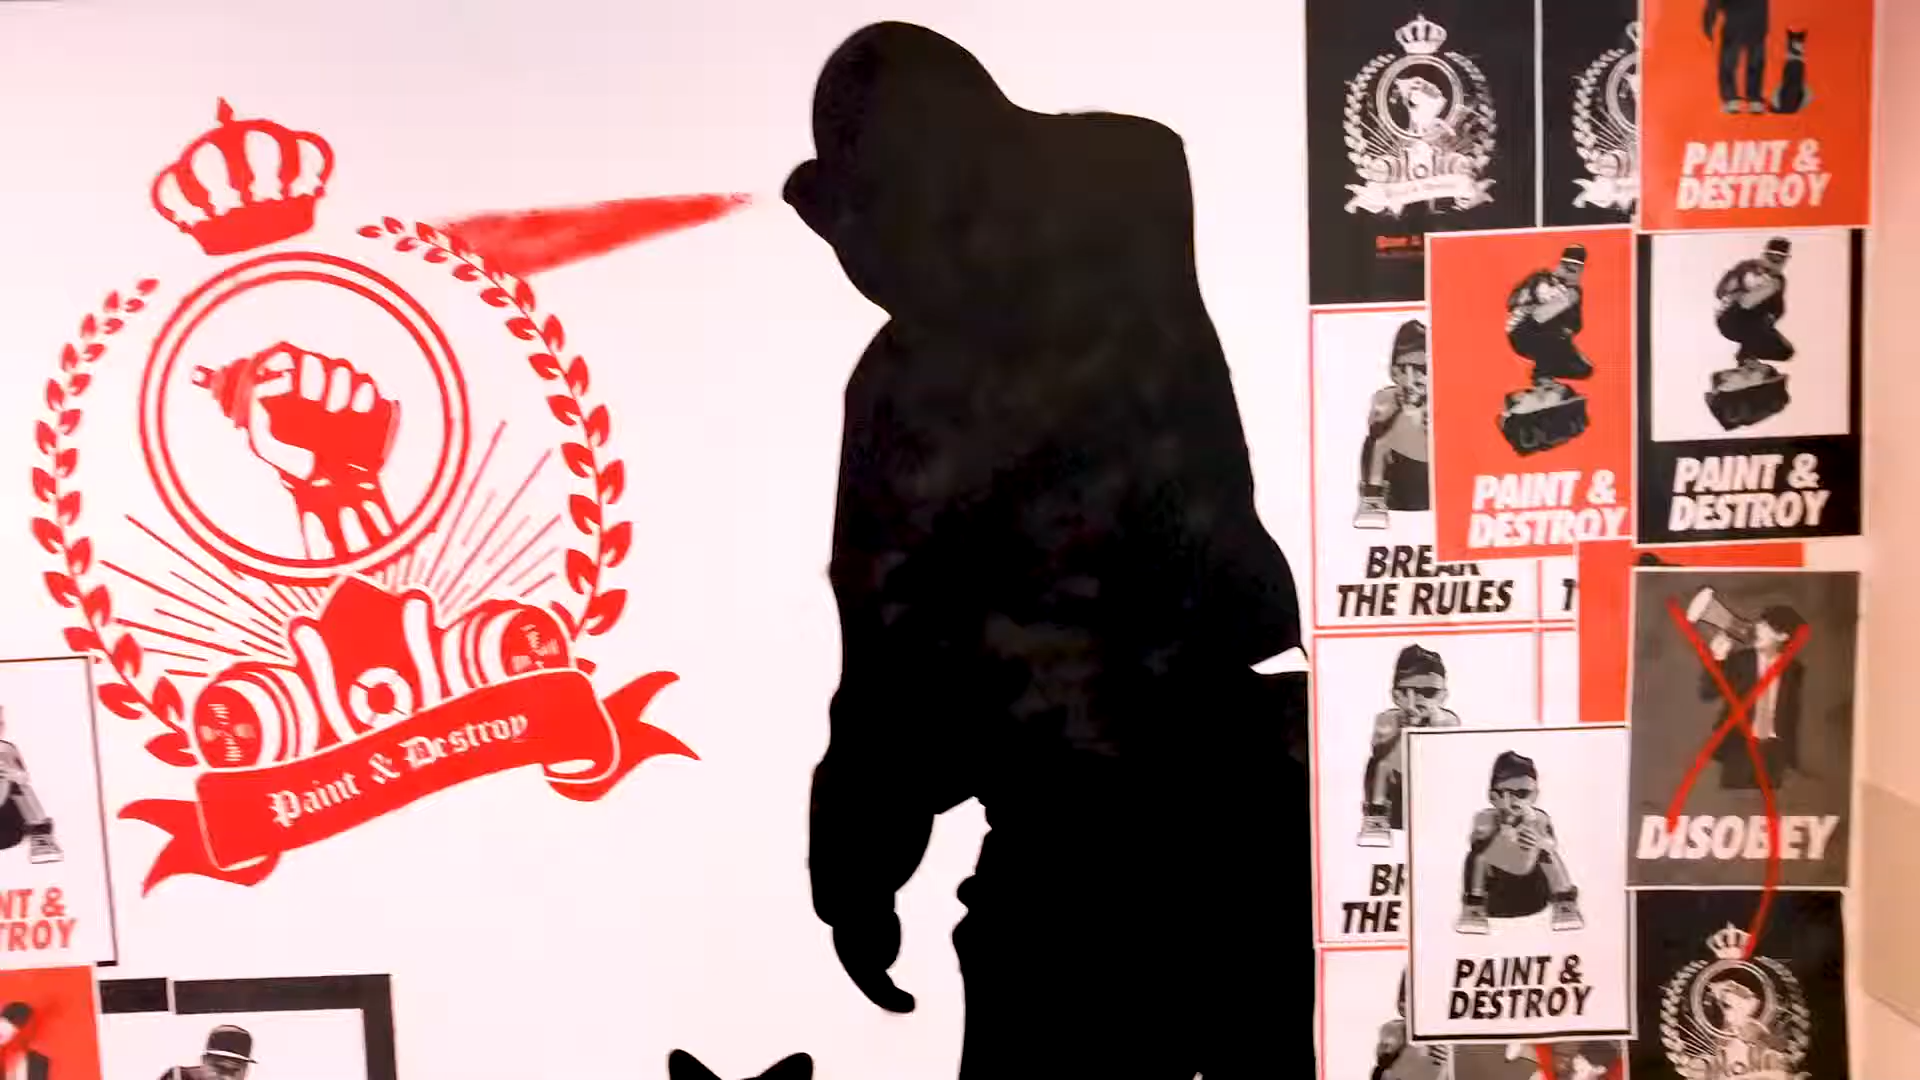 Paint & Destroy
NT &
TROY
PAINT &
DESTROY
PAINT &
DESTROY
PAINT &
DESTROY
BREAK
THE RULES
T
DISOBEY
THE
PAINT &
DESTROY